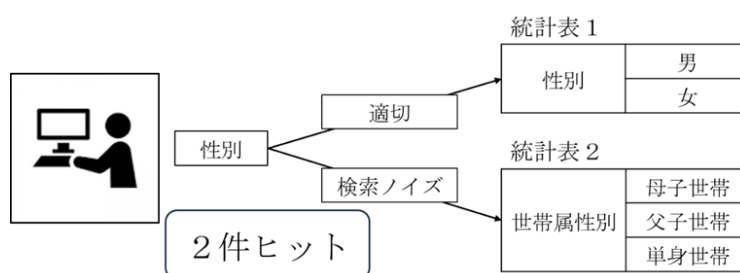 統計表１
性別
男
女
適切
性別
検索ノイズ
２件ヒット
統計表２
世帯属性別
母子世帯
父子世帯
単身世帯